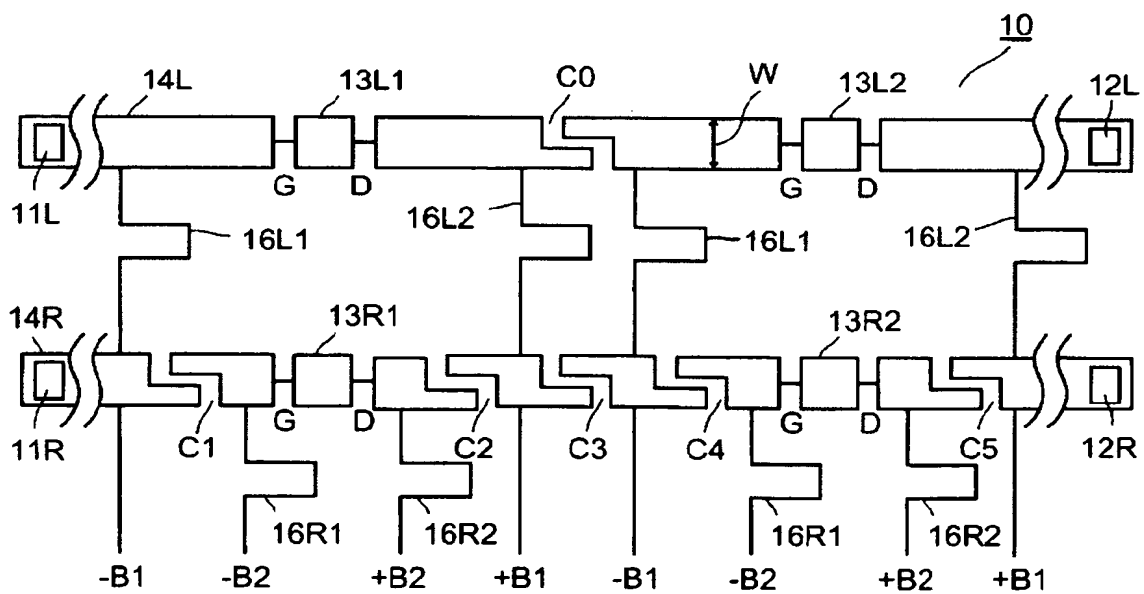 10
14L 13L1 C0 W 13L2 12L
G D G D
11L 16L1 16L2 16L1 16L2
14R 13R1 13R2
11R C1 G D C2 C3 C4 G D C5 12R
16R1 16R2 16R1 16R2
-B1 -B2 +B2 +B1 -B1 -B2 +B2 +B1